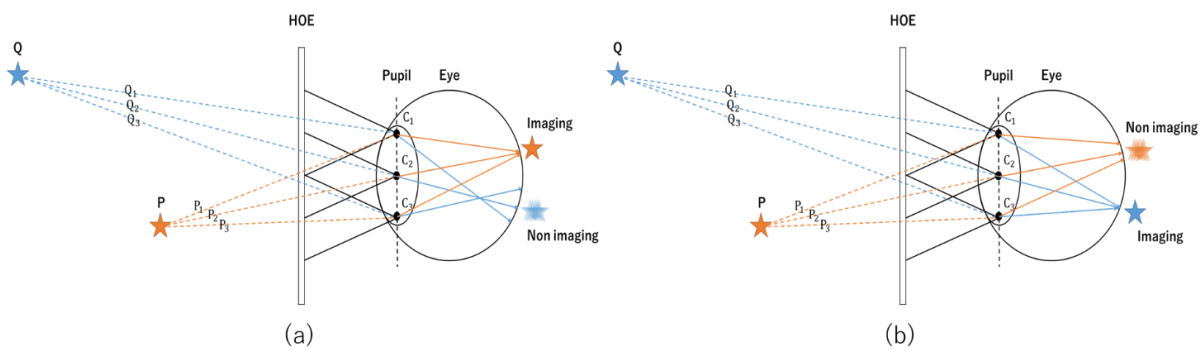 HOE
Q
Pupil
Eye
Q₁
Q₂
Q₃
C₁
C₂
C₃
Imaging
P
P₁
P₂
P₃
Non imaging
(a)
HOE
Q
Pupil
Eye
Q₁
Q₂
Q₃
C₁
C₂
C₃
Non imaging
P
P₁
P₂
P₃
Imaging
(b)